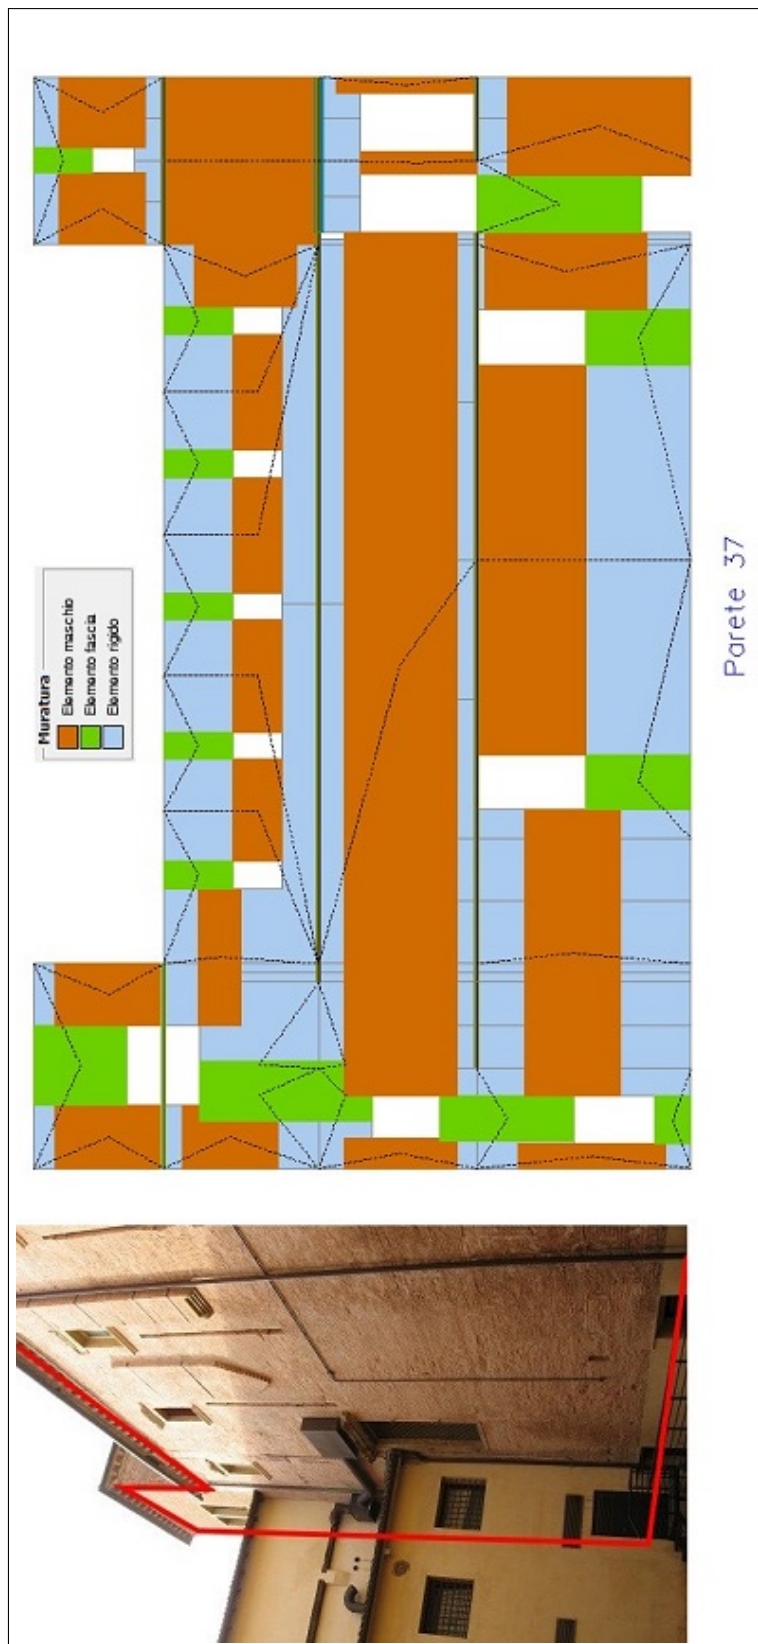 Muratura
Elemento maschio
Elemento fascia
Elemento rigido
Parete 37